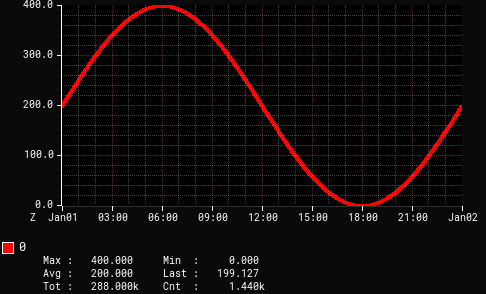 400.0
300.0
200.0
100.0
0.0
Z Jan01 03:00 06:00 09:00 12:00 15:00 18:00 21:00 Jan02
0
Max : 400.000 Min : 0.000
Avg : 200.000 Last : 199.127
Tot : 288.000k Cnt : 1.440k